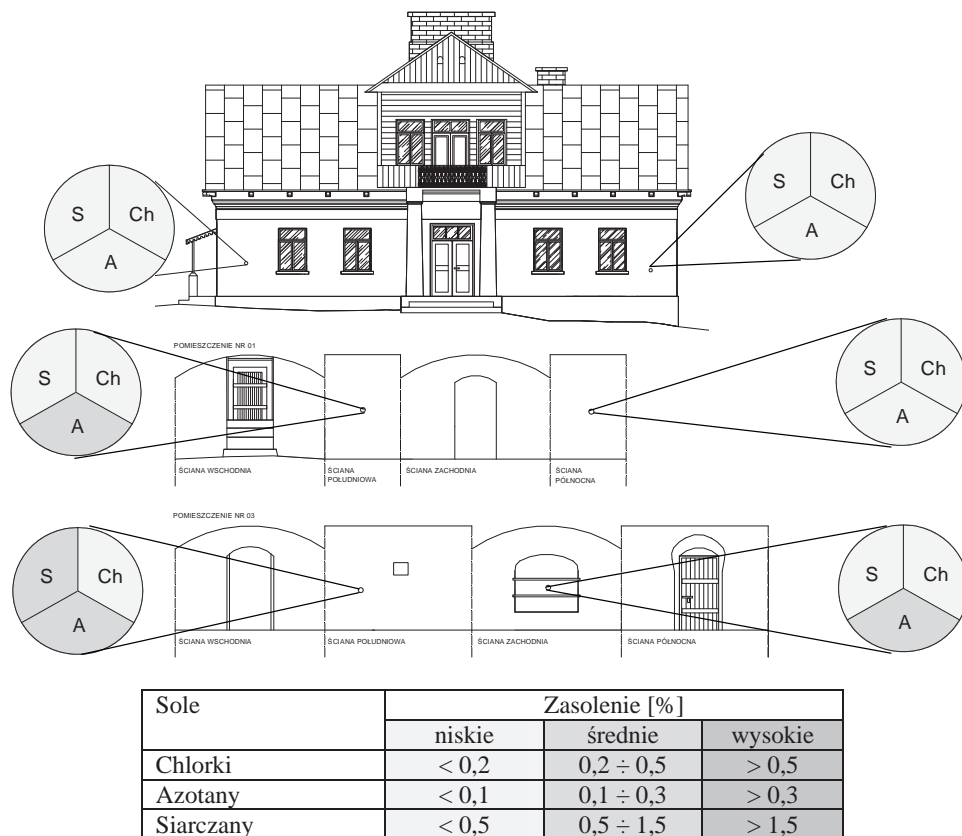 S Ch A
S Ch A
POMIESZCZENIE NR 01
S Ch A
S Ch A
ŚCIANA WSCHODNIA
ŚCIANA POŁUDNIOWA
ŚCIANA ZACHODNIA
ŚCIANA PÓŁNOCNA
POMIESZCZENIE NR 03
S Ch A
S Ch A
ŚCIANA WSCHODNIA
ŚCIANA POŁUDNIOWA
ŚCIANA ZACHODNIA
ŚCIANA PÓŁNOCNA
Sole Zasolenie [%]
niskie średnie wysokie
Chlorki < 0,2 0,2 ÷ 0,5 > 0,5
Azotany < 0,1 0,1 ÷ 0,3 > 0,3
Siarczany < 0,5 0,5 ÷ 1,5 > 1,5